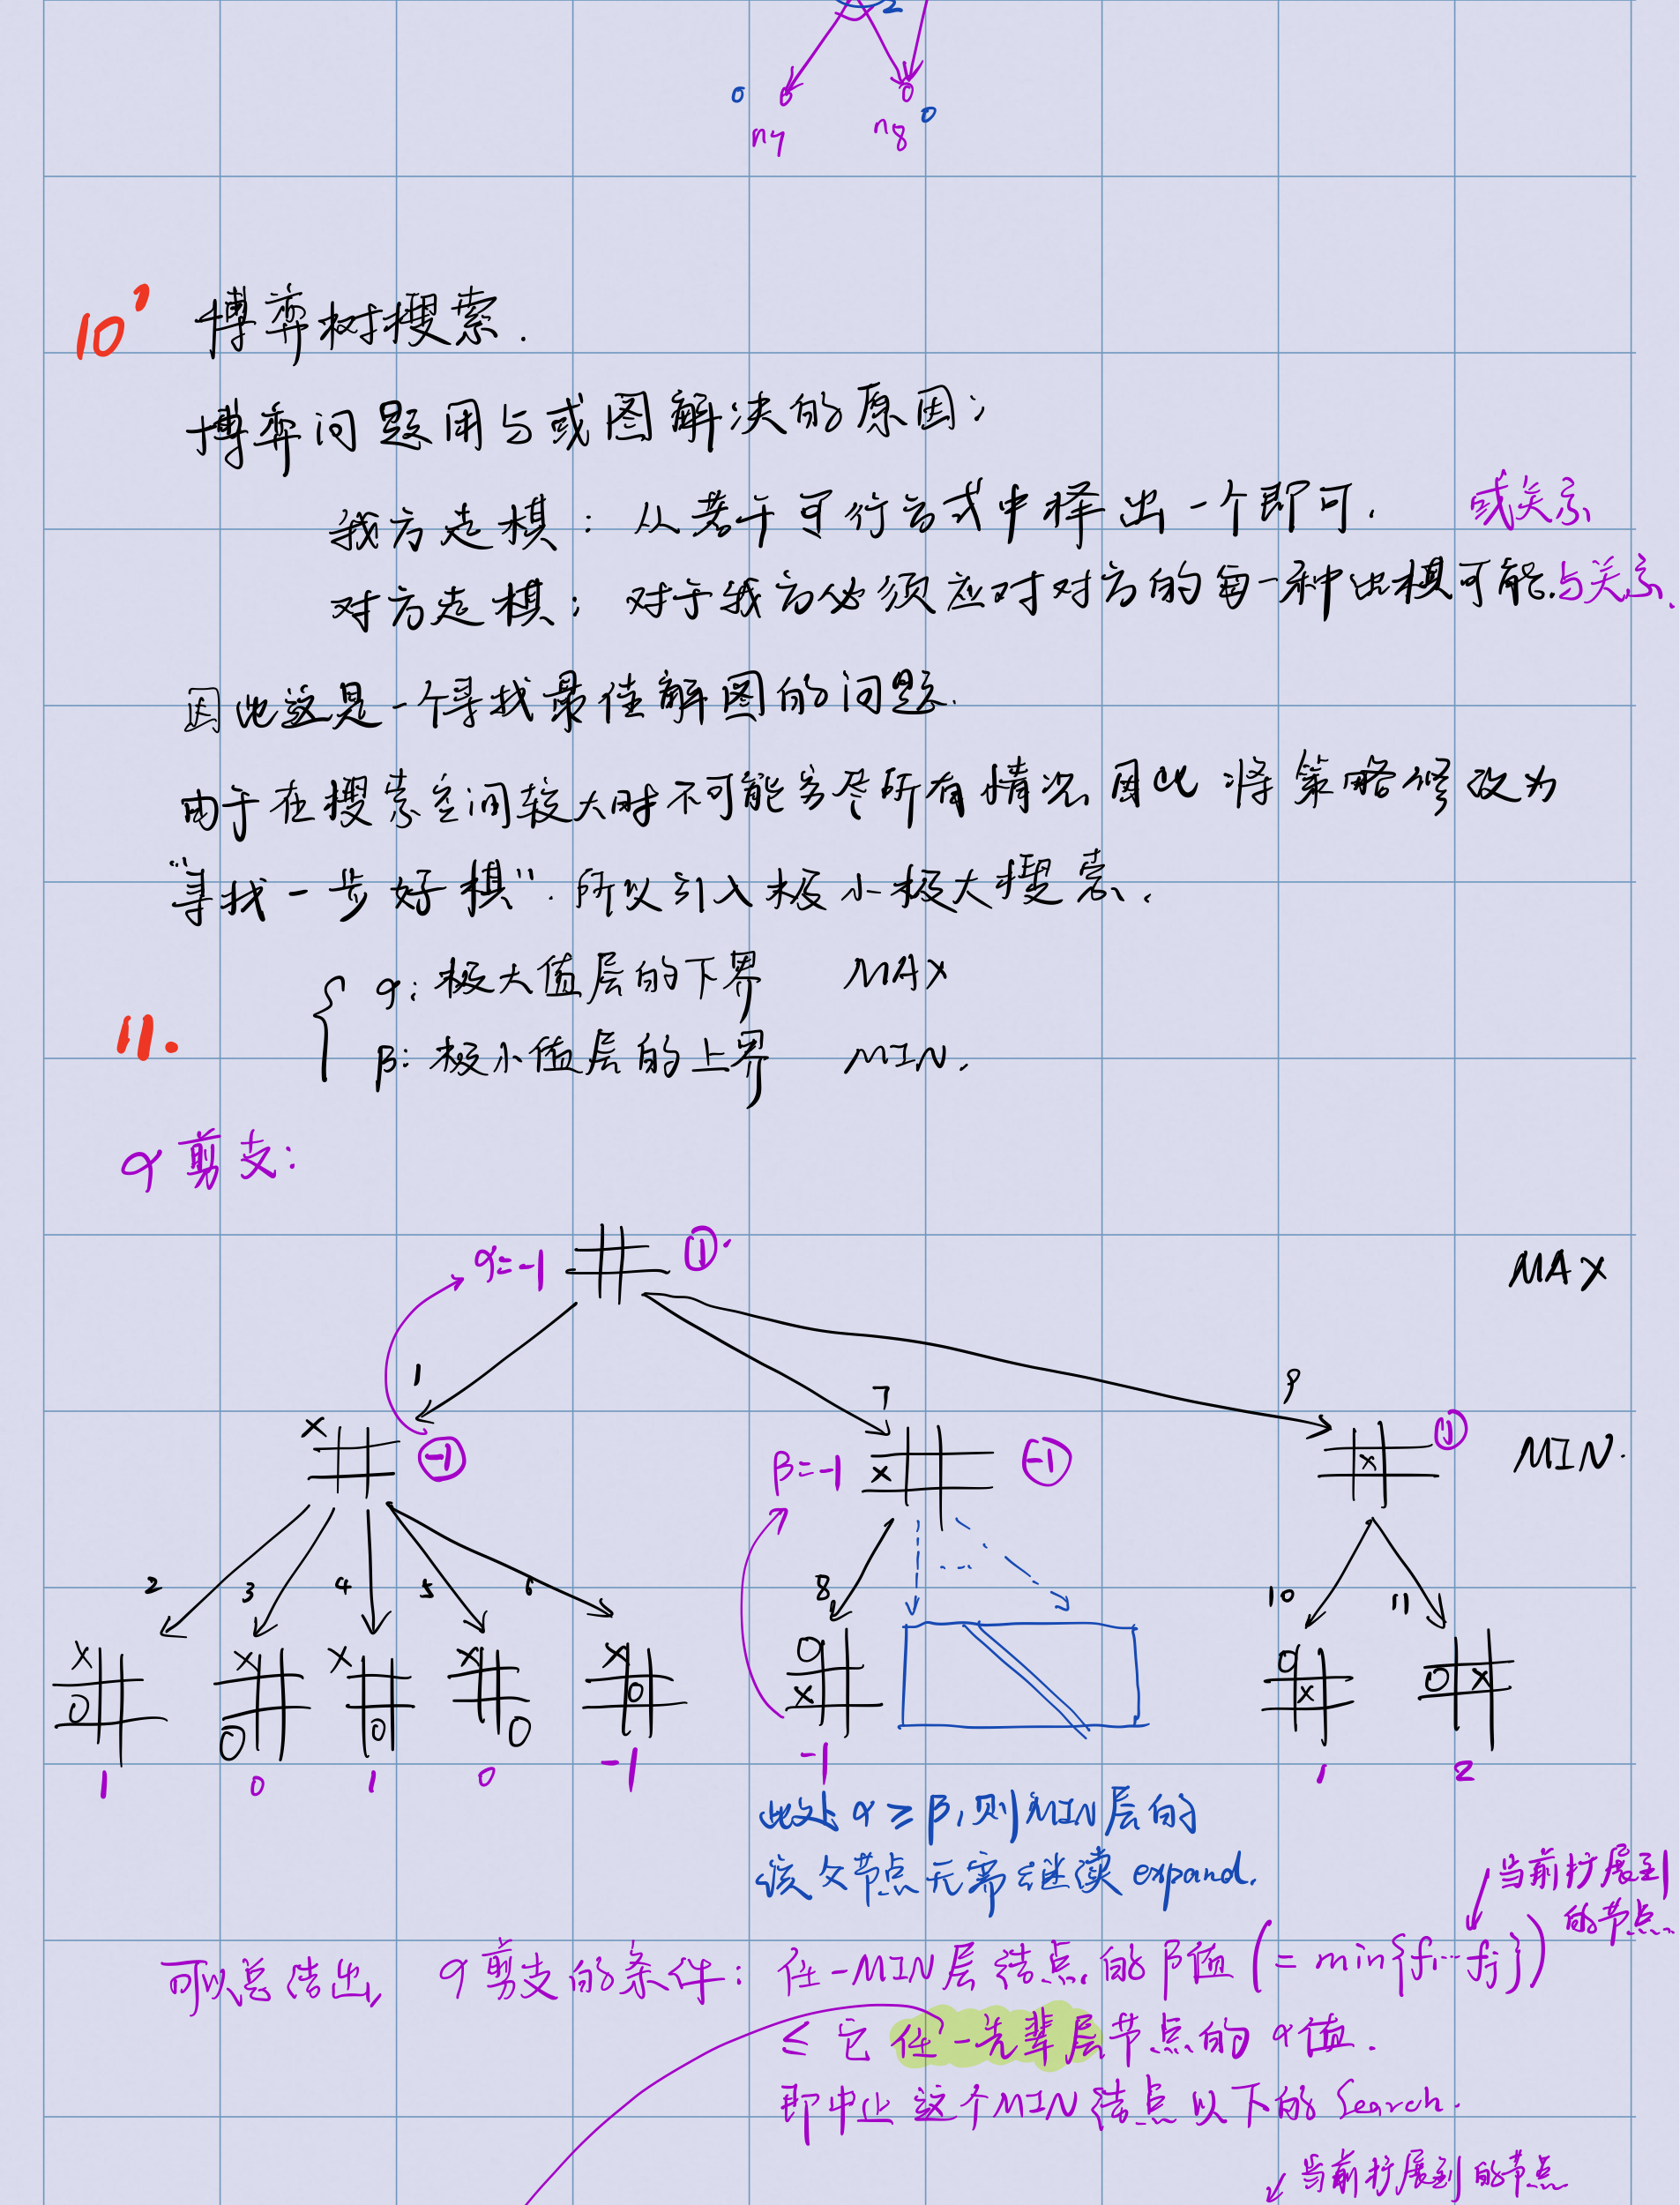 2
0
0
n7
n8
10' 博弈树搜索.
博弈问题用与或图解决的原因:
我方走棋: 从若干可行方式中择出一个即可. 或关系
对方走棋: 对于我方必须应对对方的每一种出棋可能. 与关系.
因此这是一个寻找最佳解图的问题.
由于在搜索空间较大时不可能穷尽所有情况, 因此将策略修改为
"寻找一步好棋". 所以引入极小极大搜索.
α: 极大值层的下界 MAX
11.
β: 极小值层的上界 MIN.
α剪支:
α=-1 ① MAX
1 7 9
X -1 β=-1 X -1 X 1 MIN.
2 3 4 5 6 8 10 11
X X X X X O O
O O O O O X X O X
1 0 1 0 -1 -1 1 2
此处α≥β, 则MIN层的
该父节点无需继续expand.
当前扩展到
的节点
可以总结出, α剪支的条件: 任一MIN层结点的β值 (= min{f1…fj})
≤ 它任一先辈层节点的α值.
即中止这个MIN结点以下的Search.
当前扩展到的节点